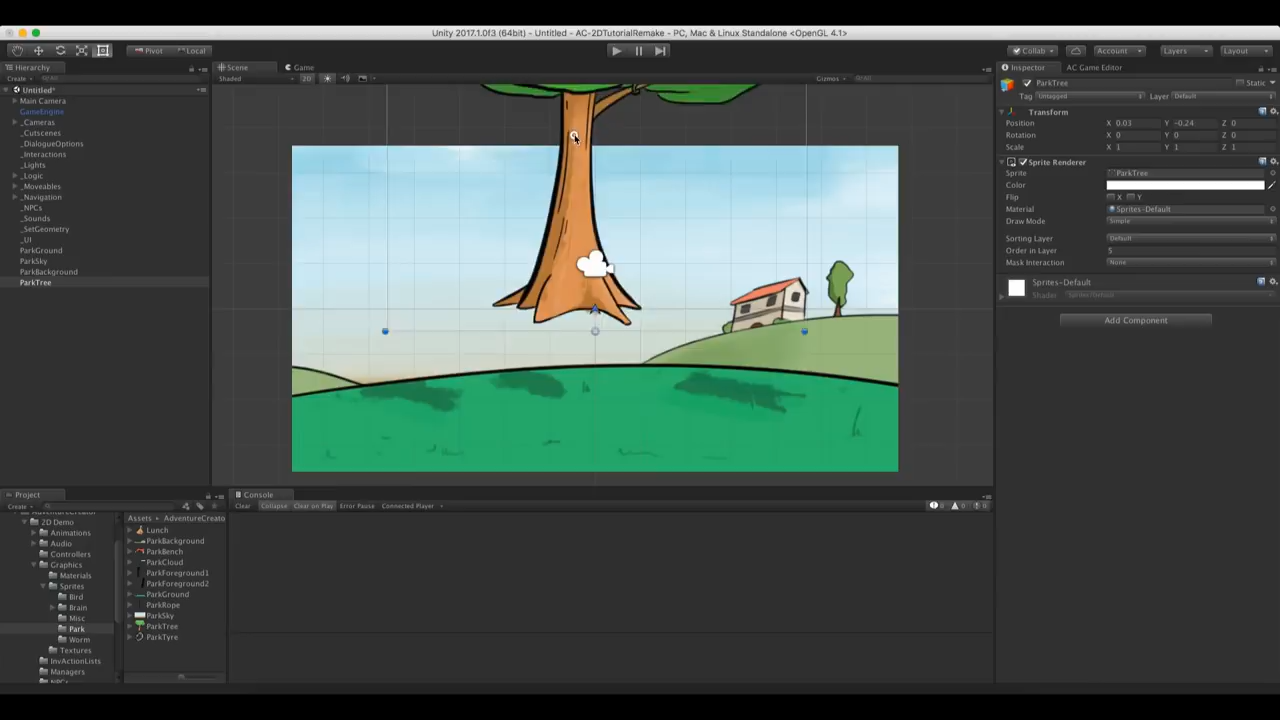 Unity 2017.1.0f3 (64bit) - Untitled - AC-2DTutorialRemake - PC, Mac & Linux Standalone <OpenGL 4.1>
Pivot Local Collab Account Layers Layout
Hierarchy Scene Game Inspector AC Game Editor
Create Shaded 2D Gizmos
Untitled*
Main Camera
GameEngine
_Cameras
_Cutscenes
_DialogueOptions
_Interactions
_Lights
_Logic
_Moveables
_Navigation
_NPCs
_Sounds
_SetGeometry
_UI
ParkGround
ParkSky
ParkBackground
ParkTree
ParkTree Static
Tag Untagged Layer Default
Transform
Position X 0.03 Y -0.24 Z 0
Rotation X 0 Y 0 Z 0
Scale X 1 Y 1 Z 1
Sprite Renderer
Sprite ParkTree
Color
Flip X Y
Material Sprites-Default
Draw Mode Simple
Sorting Layer Default
Order in Layer 5
Mask Interaction None
Sprites-Default
Shader Sprites/Default
Add Component
Project
Create
2D Demo
Animations
Audio
Controllers
Graphics
Materials
Sprites
Bird
Brain
Misc
Park
Worm
Textures
InvActionLists
Managers
Assets AdventureCreato
Lunch
ParkBackground
ParkBench
ParkCloud
ParkForeground1
ParkForeground2
ParkGround
ParkRope
ParkSky
ParkTree
ParkTyre
Console
Clear Collapse Clear on Play Error Pause Connected Player